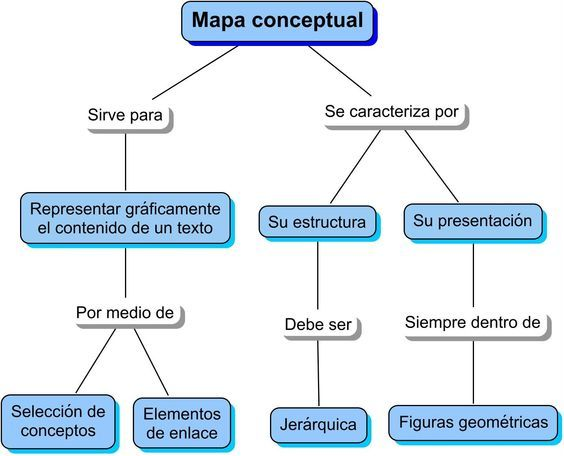 Mapa conceptual
Sirve para
Se caracteriza por
Representar gráficamente
el contenido de un texto
Su estructura
Su presentación
Por medio de
Debe ser
Siempre dentro de
Selección de
conceptos
Elementos
de enlace
Jerárquica
Figuras geométricas